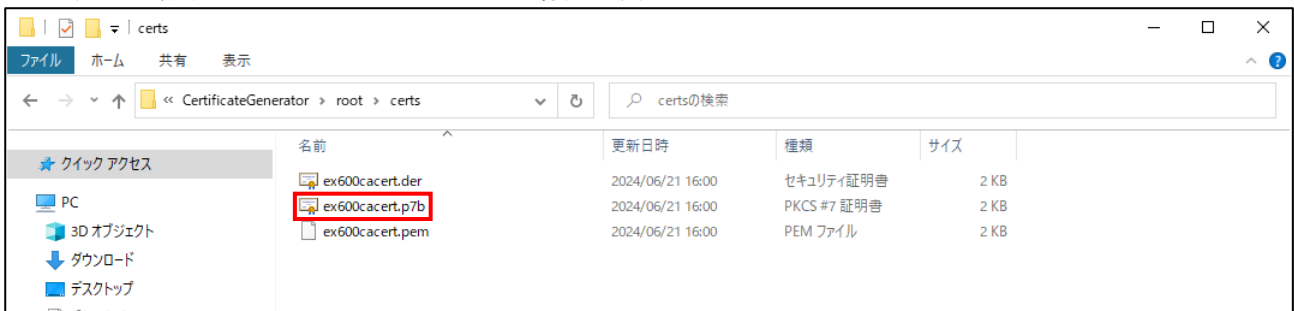 certs
ファイル ホーム 共有 表示
« CertificateGenerator › root › certs certsの検索
名前 更新日時 種類 サイズ
クイック アクセス
ex600cacert.der 2024/06/21 16:00 セキュリティ証明書 2 KB
PC ex600cacert.p7b 2024/06/21 16:00 PKCS #7 証明書 2 KB
3D オブジェクト ex600cacert.pem 2024/06/21 16:00 PEM ファイル 2 KB
ダウンロード
デスクトップ